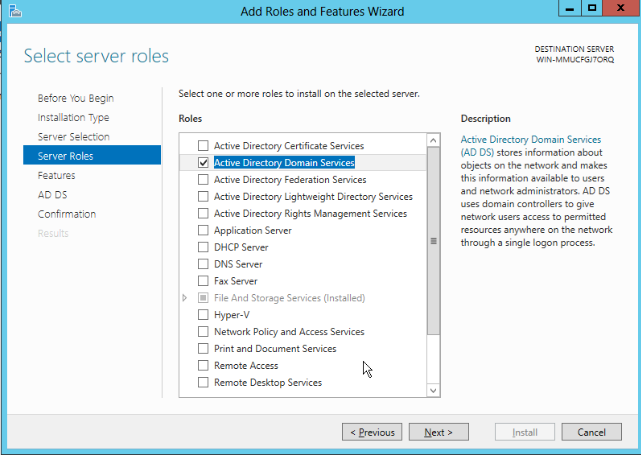 Add Roles and Features Wizard
Select server roles
DESTINATION SERVER
WIN-MMUCFGJ7ORQ
Before You Begin
Installation Type
Server Selection
Server Roles
Features
AD DS
Confirmation
Results
Select one or more roles to install on the selected server.
Roles
Active Directory Certificate Services
Active Directory Domain Services
Active Directory Federation Services
Active Directory Lightweight Directory Services
Active Directory Rights Management Services
Application Server
DHCP Server
DNS Server
Fax Server
File And Storage Services (Installed)
Hyper-V
Network Policy and Access Services
Print and Document Services
Remote Access
Remote Desktop Services
Description
Active Directory Domain Services
(AD DS) stores information about
objects on the network and makes
this information available to users
and network administrators. AD DS
uses domain controllers to give
network users access to permitted
resources anywhere on the network
through a single logon process.
< Previous
Next >
Install
Cancel